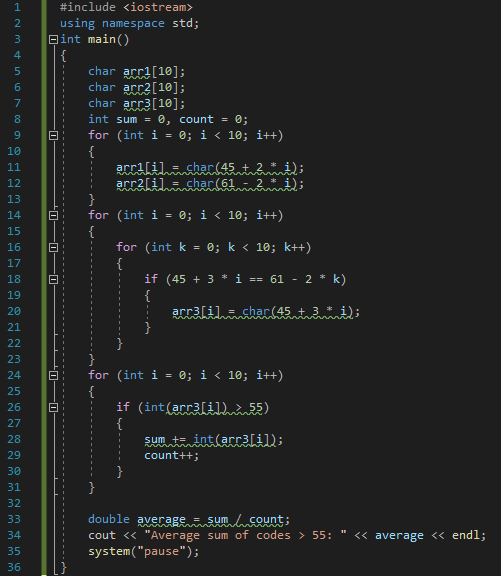 1 #include <iostream>
2 using namespace std;
3 int main()
4 {
5 char arr1[10];
6 char arr2[10];
7 char arr3[10];
8 int sum = 0, count = 0;
9 for (int i = 0; i < 10; i++)
10 {
11 arr1[i] = char(45 + 2 * i);
12 arr2[i] = char(61 - 2 * i);
13 }
14 for (int i = 0; i < 10; i++)
15 {
16 for (int k = 0; k < 10; k++)
17 {
18 if (45 + 3 * i == 61 - 2 * k)
19 {
20 arr3[i] = char(45 + 3 * i);
21 }
22 }
23 }
24 for (int i = 0; i < 10; i++)
25 {
26 if (int(arr3[i]) > 55)
27 {
28 sum += int(arr3[i]);
29 count++;
30 }
31 }
32
33 double average = sum / count;
34 cout << "Average sum of codes > 55: " << average << endl;
35 system("pause");
36 }